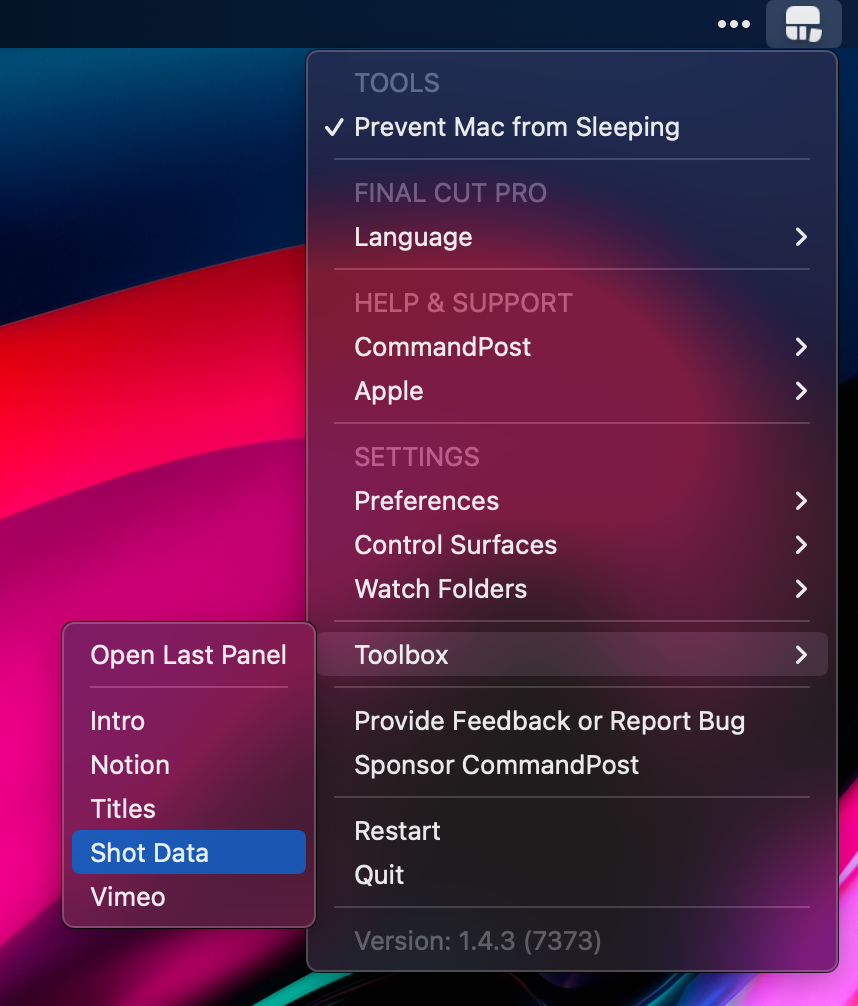 TOOLS
✓ Prevent Mac from Sleeping
FINAL CUT PRO
Language
HELP & SUPPORT
CommandPost
Apple
SETTINGS
Preferences
Control Surfaces
Watch Folders
Toolbox
Open Last Panel
Intro
Notion
Titles
Shot Data
Vimeo
Provide Feedback or Report Bug
Sponsor CommandPost
Restart
Quit
Version: 1.4.3 (7373)